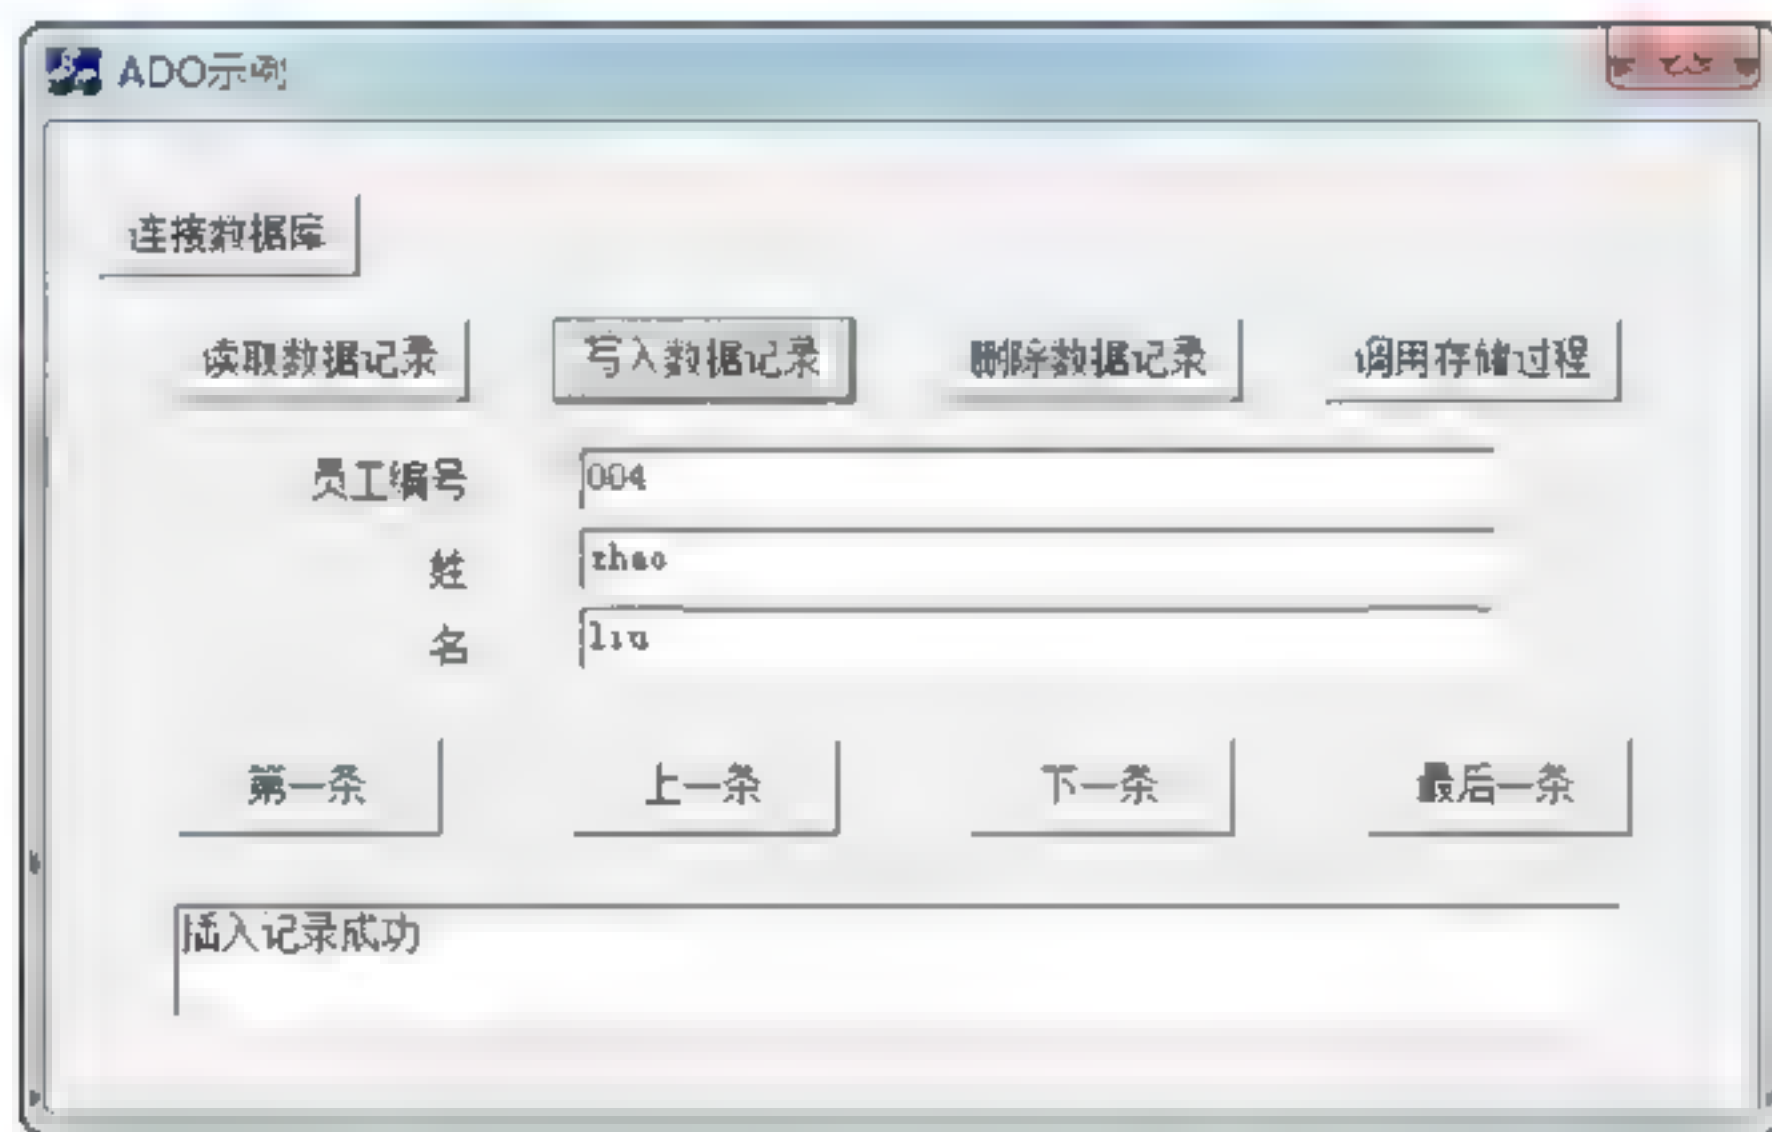 ADO示例
连接数据库
读取数据记录 写入数据记录 删除数据记录 调用存储过程
员工编号 004
姓 zhao
名 liu
第一条 上一条 下一条 最后一条
插入记录成功